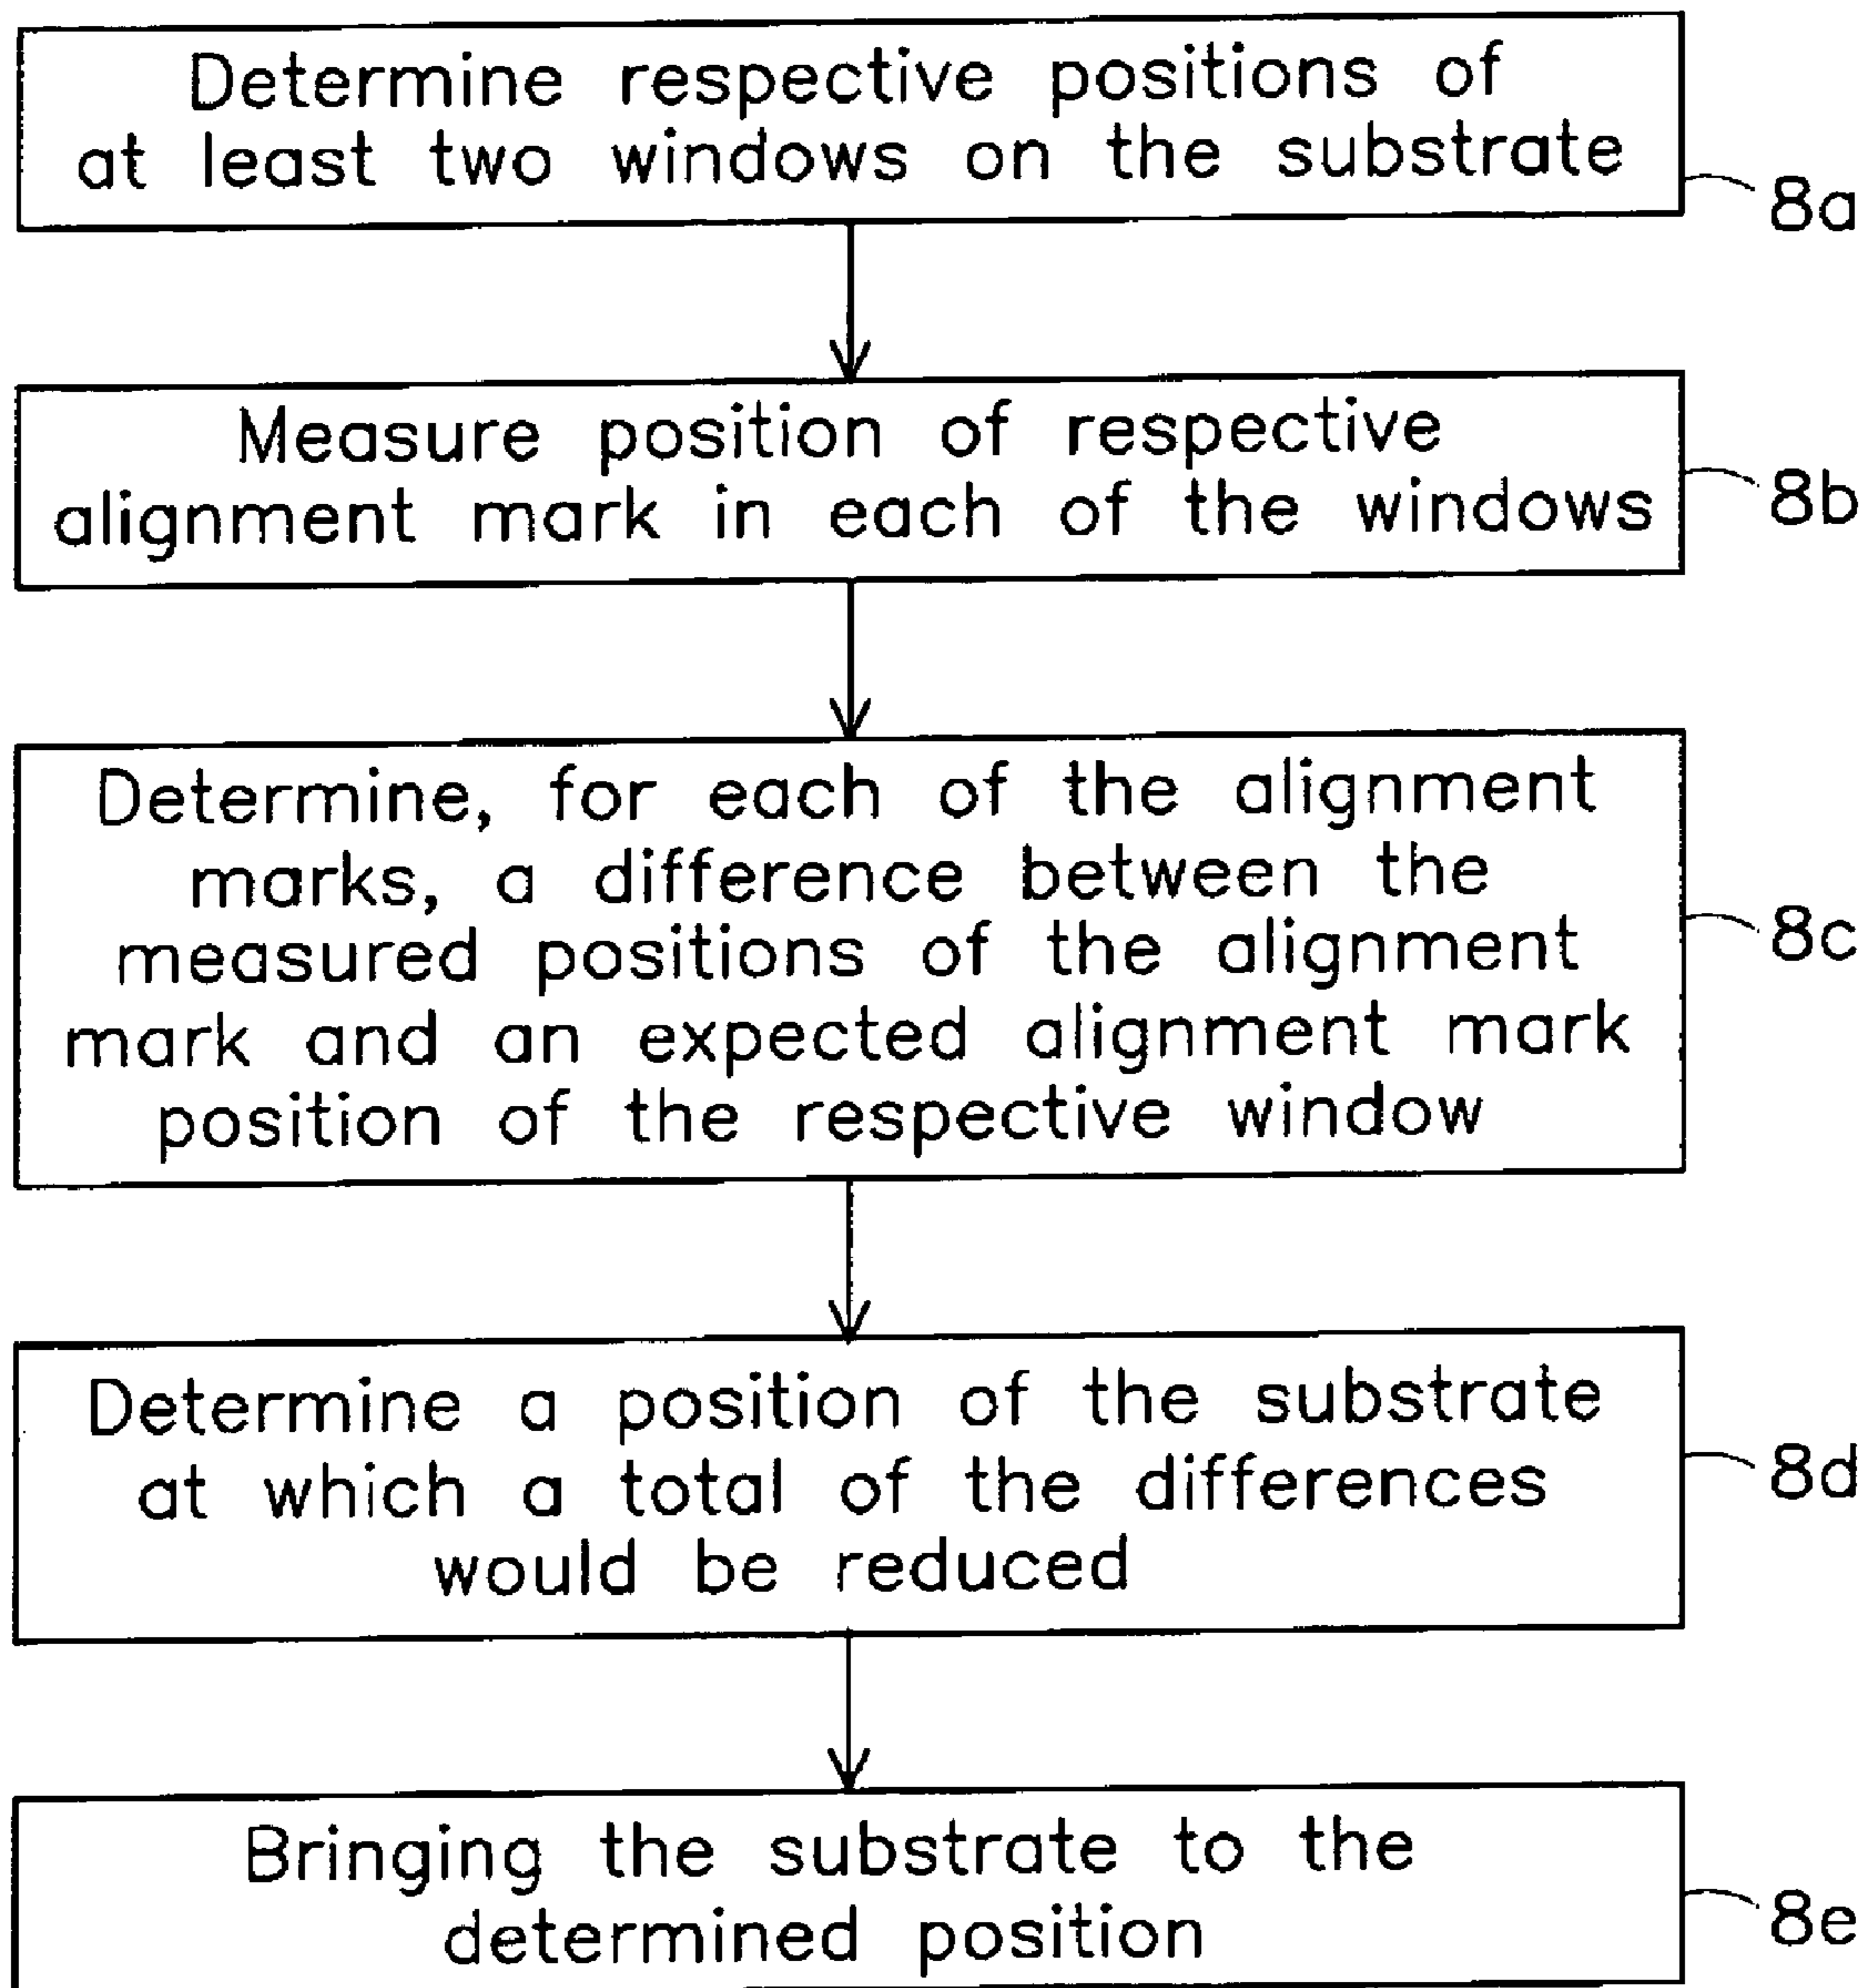 Determine respective positions of
at least two windows on the substrate
8a
Measure position of respective
alignment mark in each of the windows
8b
Determine, for each of the alignment
marks, a difference between the
measured positions of the alignment
mark and an expected alignment mark
position of the respective window
8c
Determine a position of the substrate
at which a total of the differences
would be reduced
8d
Bringing the substrate to the
determined position
8e